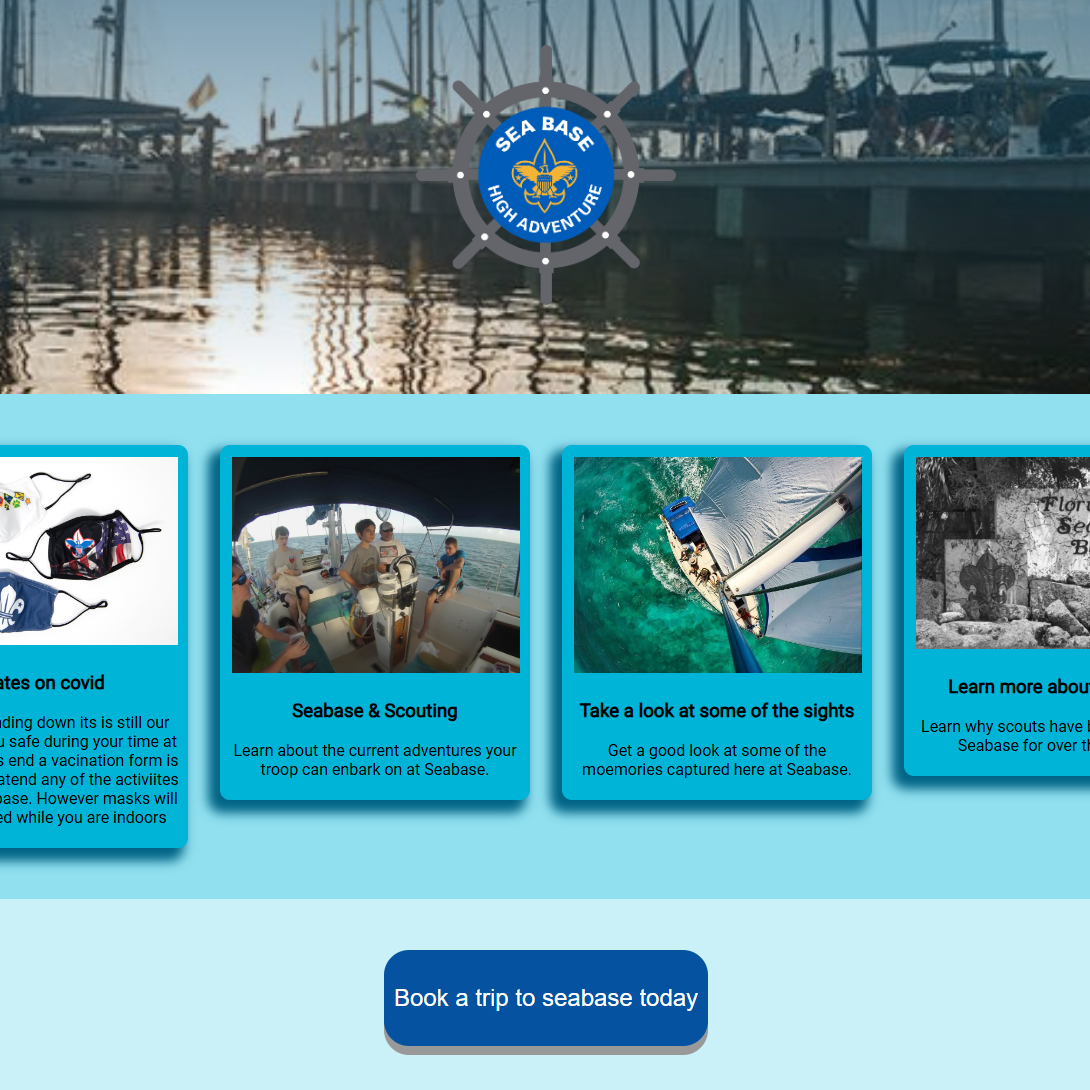 SEA BASE
HIGH ADVENTURE
ates on covid
ding down its is still our
u safe during your time at
s end a vacination form is
atend any of the activiites
base. However masks will
ed while you are indoors
Seabase & Scouting
Learn about the current adventures your
troop can enbark on at Seabase.
Take a look at some of the sights
Get a good look at some of the
moemories captured here at Seabase.
Learn more about
Learn why scouts have
Seabase for over th
Book a trip to seabase today